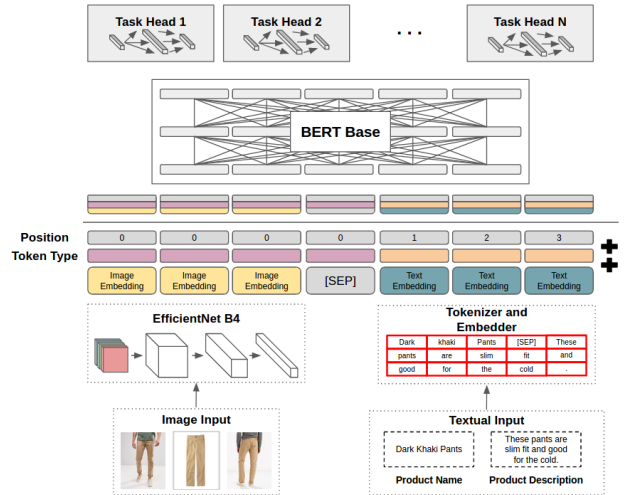 Task Head 1
Task Head 2
. . .
Task Head N
BERT Base
Position 0 0 0 0 1 2 3
Token Type
Image Embedding
Image Embedding
Image Embedding
[SEP]
Text Embedding
Text Embedding
Text Embedding
EfficientNet B4
Tokenizer and
Embedder
Dark khaki Pants [SEP] These
pants are slim fit and
good for the cold .
Image Input
Textual Input
Dark Khaki Pants
These pants are
slim fit and good
for the cold.
Product Name
Product Description